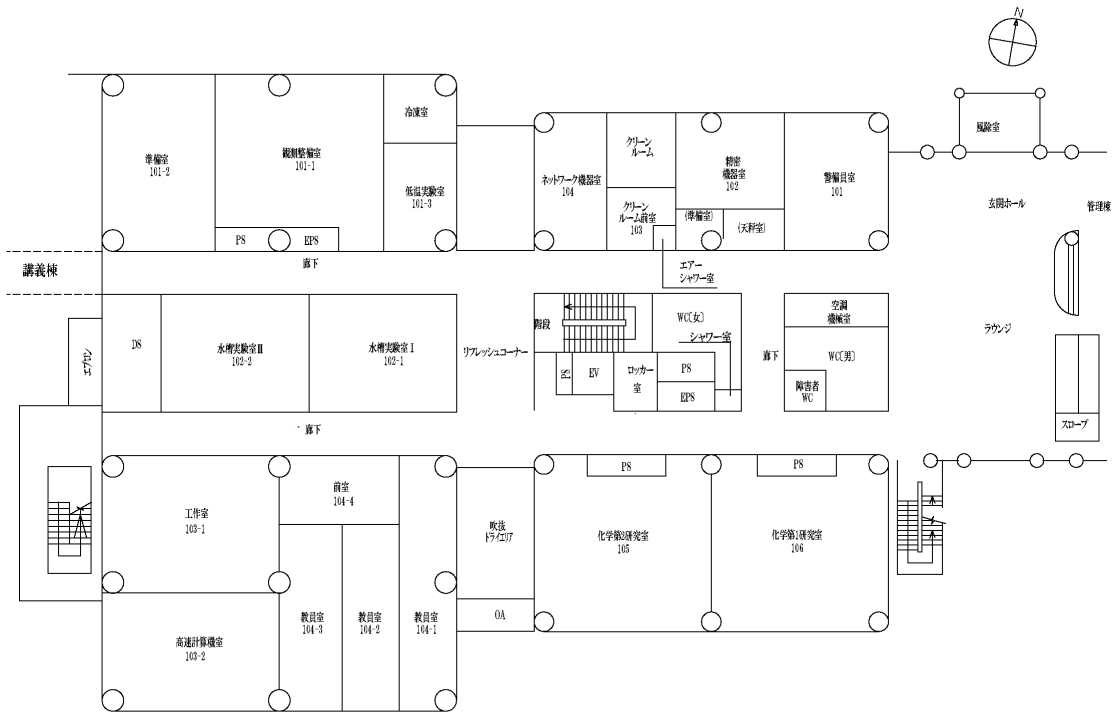 N
冷凍室
準備室
101-2
観測整備室
101-1
低温実験室
101-3
PS
EPS
廊下
講義棟
クリーン
ルーム
ネットワーク機器室
104
クリーン
ルーム前室
103
精密
機器室
102
(準備室)
(天秤室)
警備員室
101
エアー
シャワー室
風除室
玄関ホール
管理棟
ラウンジ
スロープ
エプロン
DS
水槽実験室Ⅱ
102-2
水槽実験室Ⅰ
102-1
リフレッシュコーナー
階段
PS
EV
ロッカー
室
WC(女)
シャワー室
PS
EPS
廊下
空調
機械室
WC(男)
障害者
WC
廊下
工作室
103-1
前室
104-4
高速計算機室
103-2
教員室
104-3
教員室
104-2
教員室
104-1
吹抜
ドライエリア
OA
PS
化学第2研究室
105
PS
化学第1研究室
106